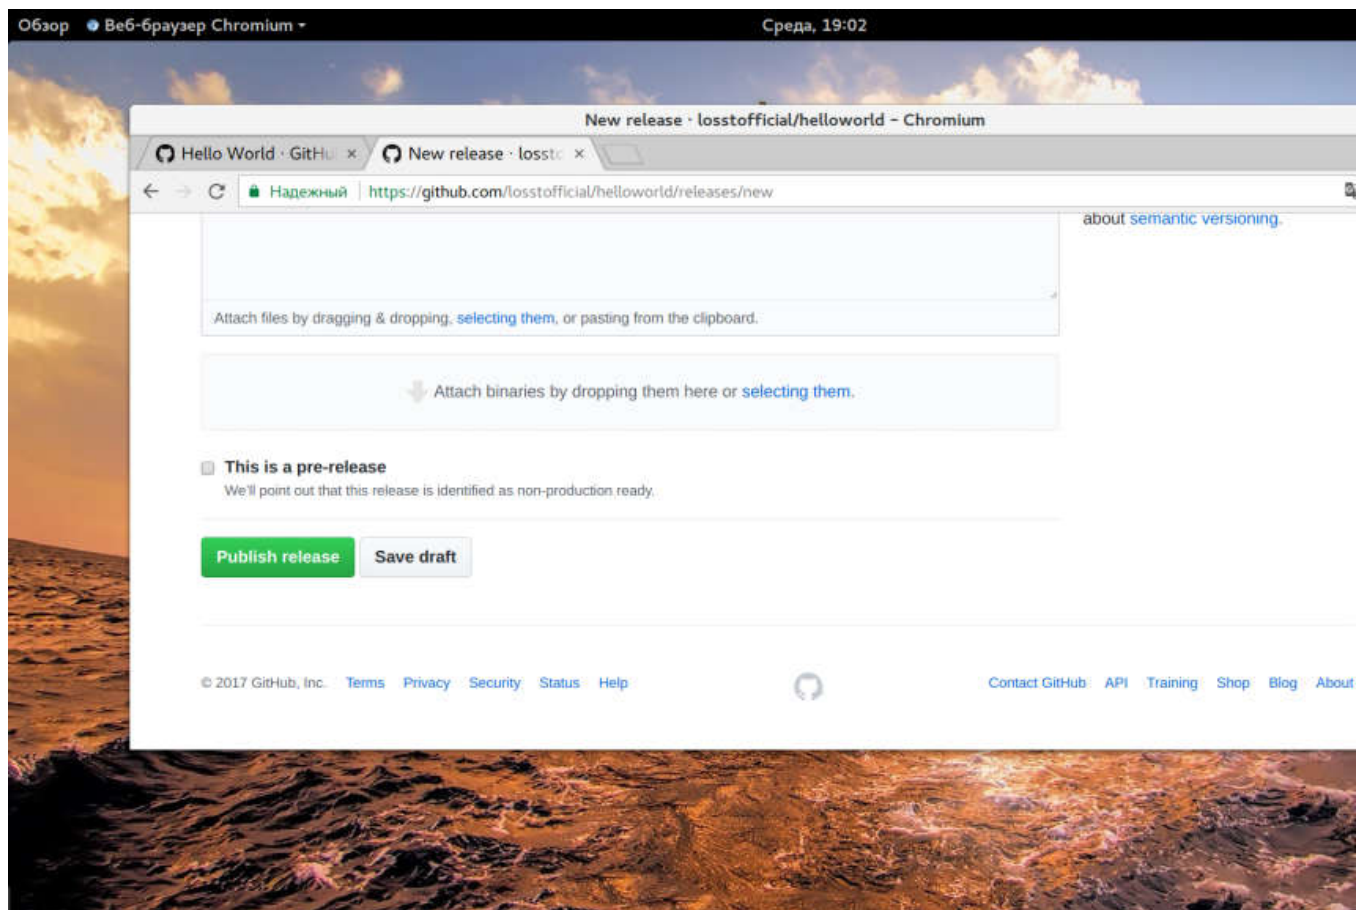 Обзор Веб-браузер Chromium Среда, 19:02
New release · losstofficial/helloworld – Chromium
Hello World · GitHu × New release · losstc ×
Надежный https://github.com/losstofficial/helloworld/releases/new
about semantic versioning.
Attach files by dragging & dropping, selecting them, or pasting from the clipboard.
Attach binaries by dropping them here or selecting them.
This is a pre-release
We'll point out that this release is identified as non-production ready.
Publish release Save draft
© 2017 GitHub, Inc. Terms Privacy Security Status Help Contact GitHub API Training Shop Blog About